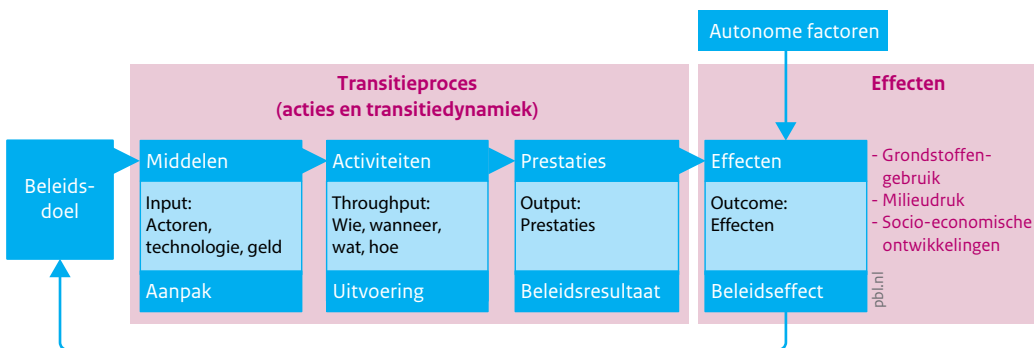 Autonome factoren
Transitieproces
(acties en transitiedynamiek)
Effecten
Beleids-
doel
Middelen
Input:
Actoren,
technologie, geld
Aanpak
Activiteiten
Throughput:
Wie, wanneer,
wat, hoe
Uitvoering
Prestaties
Output:
Prestaties
Beleidsresultaat
Effecten
Outcome:
Effecten
Beleidseffect
- Grondstoffen-
gebruik
- Milieudruk
- Socio-economische
ontwikkelingen
pbl.nl